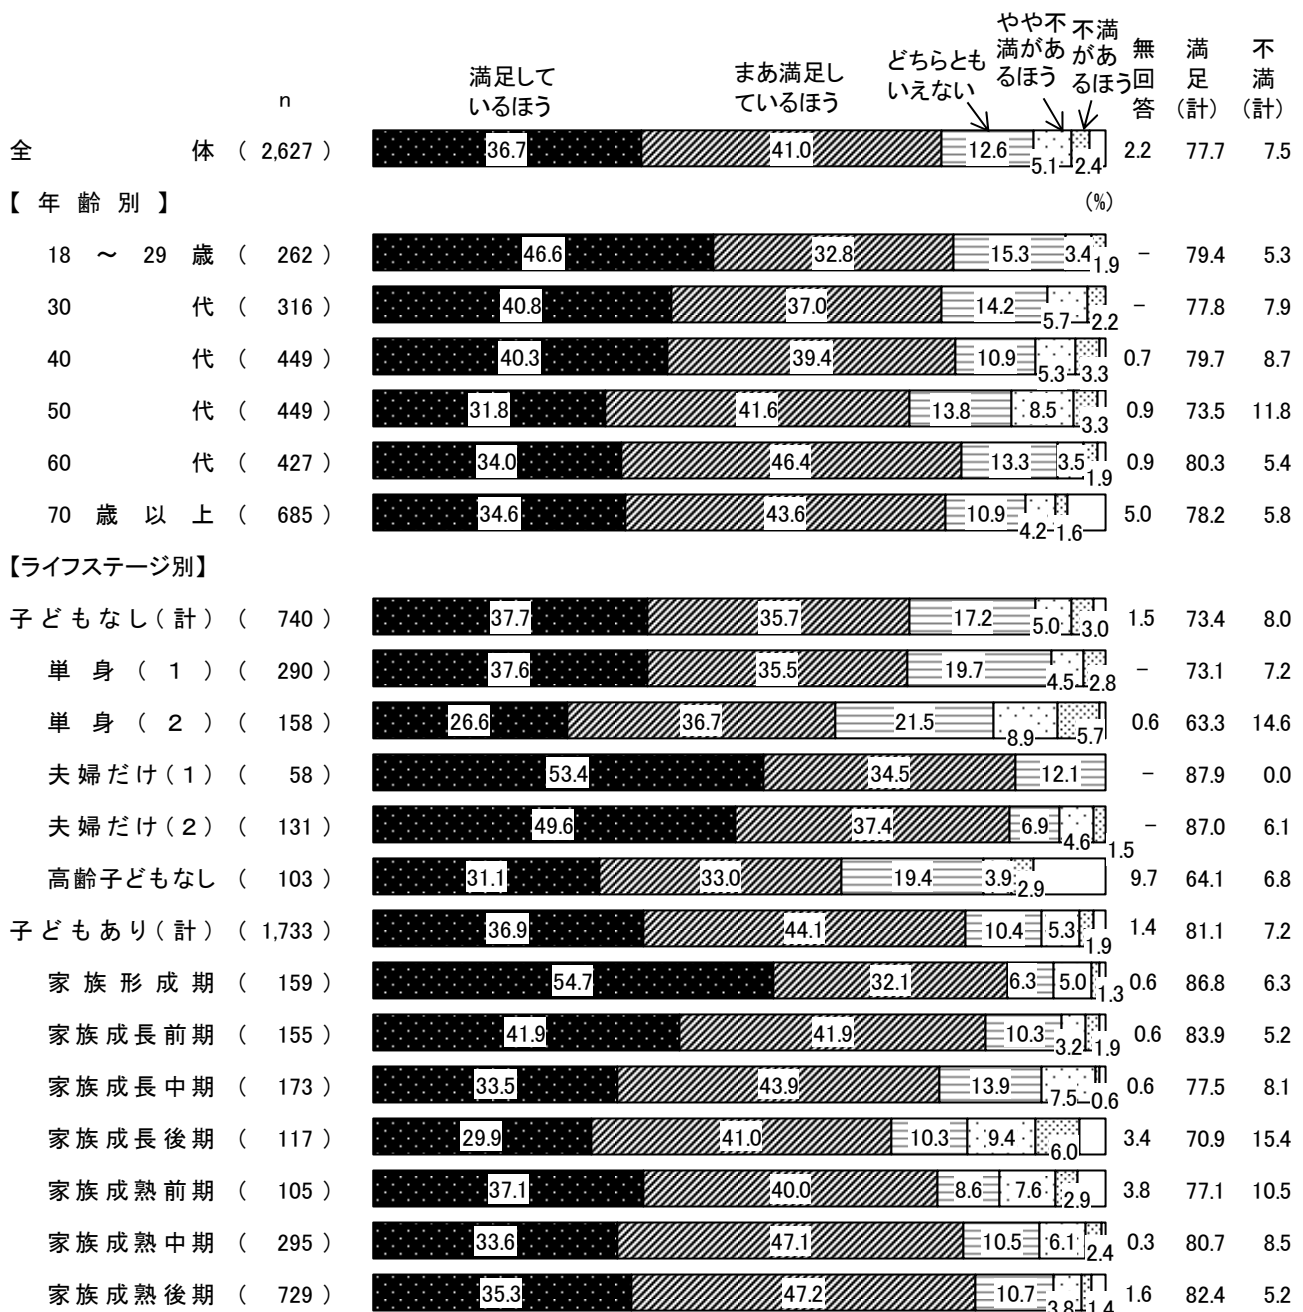 満足して
いるほう
まあ満足し
ているほう
どちらとも
いえない
やや不
満があ
るほう
不満
があ
るほう
無回答
満足(計)
不満(計)
n
全体 ( 2,627 ) 36.7 41.0 12.6 5.1 2.4 2.2 77.7 7.5
【年齢別】 (%)
18 ～ 29 歳 ( 262 ) 46.6 32.8 15.3 3.4 1.9 － 79.4 5.3
30 代 ( 316 ) 40.8 37.0 14.2 5.7 2.2 － 77.8 7.9
40 代 ( 449 ) 40.3 39.4 10.9 5.3 3.3 0.7 79.7 8.7
50 代 ( 449 ) 31.8 41.6 13.8 8.5 3.3 0.9 73.5 11.8
60 代 ( 427 ) 34.0 46.4 13.3 3.5 1.9 0.9 80.3 5.4
70 歳以上 ( 685 ) 34.6 43.6 10.9 4.2 1.6 5.0 78.2 5.8
【ライフステージ別】
子どもなし(計) ( 740 ) 37.7 35.7 17.2 5.0 3.0 1.5 73.4 8.0
単身(1) ( 290 ) 37.6 35.5 19.7 4.5 2.8 － 73.1 7.2
単身(2) ( 158 ) 26.6 36.7 21.5 8.9 5.7 0.6 63.3 14.6
夫婦だけ(1) ( 58 ) 53.4 34.5 12.1 － 87.9 0.0
夫婦だけ(2) ( 131 ) 49.6 37.4 6.9 4.6 1.5 － 87.0 6.1
高齢子どもなし ( 103 ) 31.1 33.0 19.4 3.9 2.9 9.7 64.1 6.8
子どもあり(計) ( 1,733 ) 36.9 44.1 10.4 5.3 1.9 1.4 81.1 7.2
家族形成期 ( 159 ) 54.7 32.1 6.3 5.0 1.3 0.6 86.8 6.3
家族成長前期 ( 155 ) 41.9 41.9 10.3 3.2 1.9 0.6 83.9 5.2
家族成長中期 ( 173 ) 33.5 43.9 13.9 7.5 0.6 0.6 77.5 8.1
家族成長後期 ( 117 ) 29.9 41.0 10.3 9.4 6.0 3.4 70.9 15.4
家族成熟前期 ( 105 ) 37.1 40.0 8.6 7.6 2.9 3.8 77.1 10.5
家族成熟中期 ( 295 ) 33.6 47.1 10.5 6.1 2.4 0.3 80.7 8.5
家族成熟後期 ( 729 ) 35.3 47.2 10.7 3.8 1.4 1.6 82.4 5.2